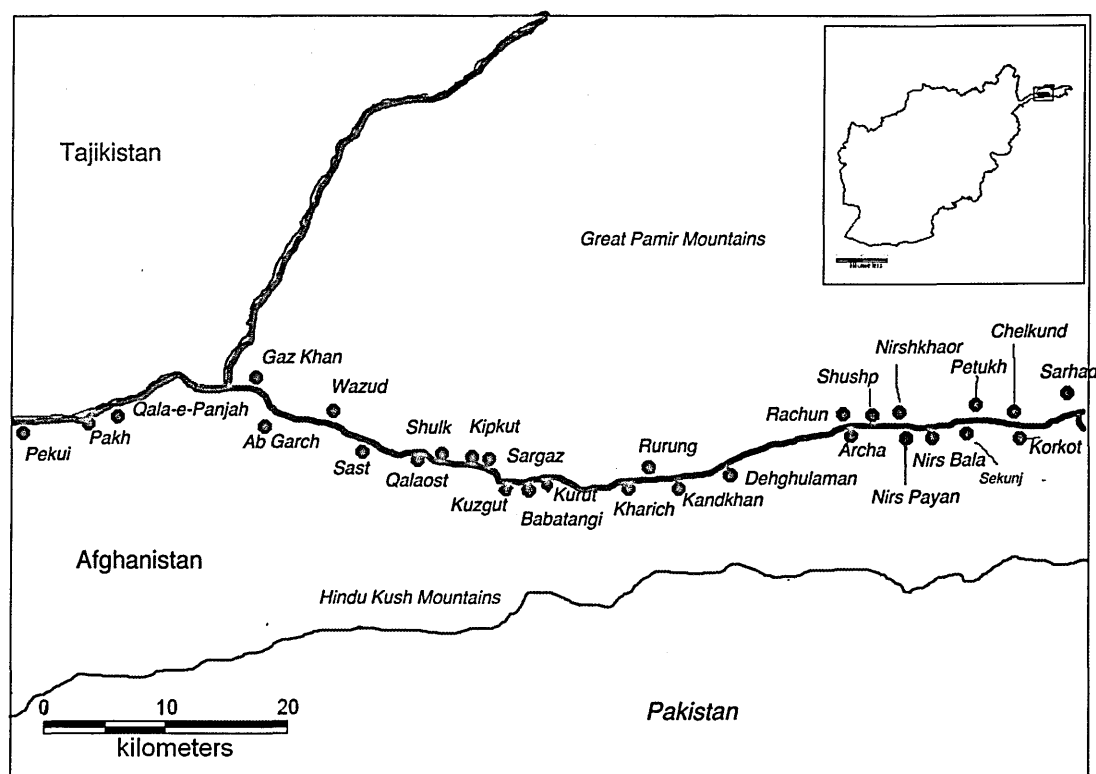 Tajikistan
Great Pamir Mountains
Gaz Khan
Wazud
Qala-e-Panjah
Pakh
Pekui
Ab Garch
Shulk
Kipkut
Sast
Qalaost
Sargaz
Kuzgut
Kurut
Babatangi
Rurung
Kharich
Kandkhan
Dehghulaman
Chelkund
Nirshkhaor
Petukh
Sarhad
Shushp
Rachun
Archa
Nirs Bala
Korkot
Sekunj
Nirs Payan
Afghanistan
Hindu Kush Mountains
0 10 20
kilometers
Pakistan